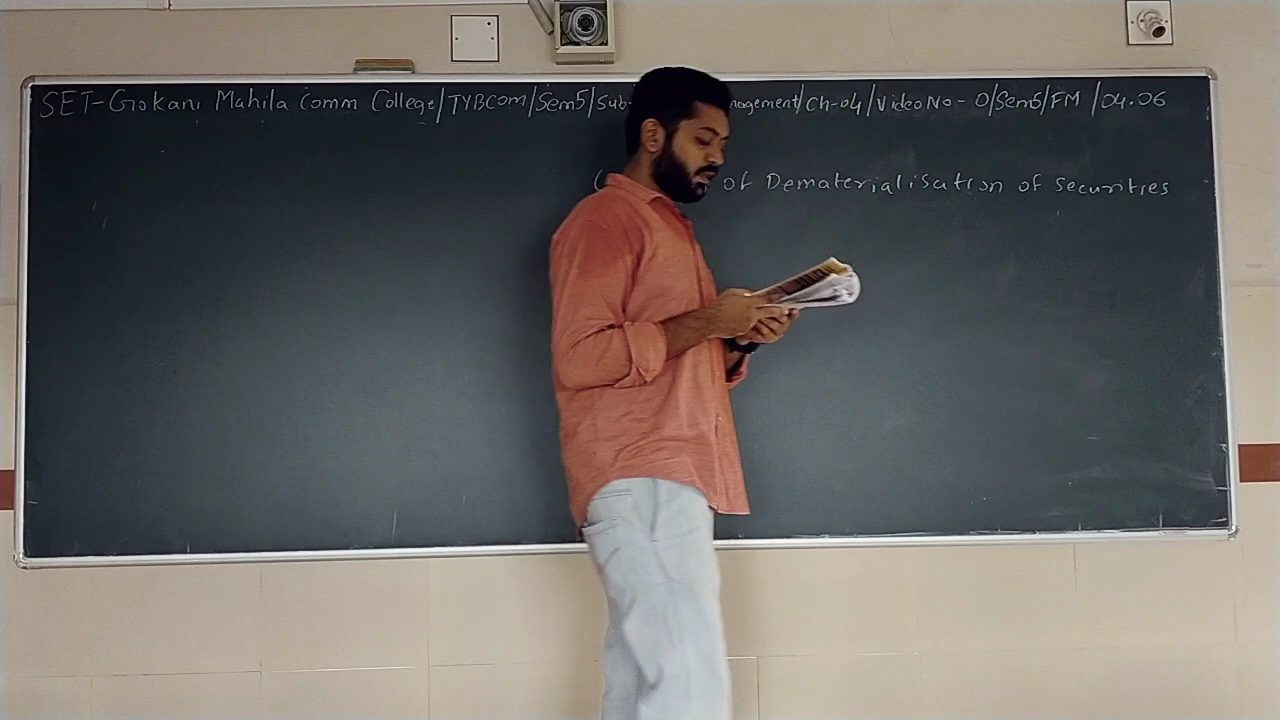 SET-Gokani Mahila Comm College/TYBCOM/Sem5/Sub- nagement/Ch-04/Video No - 0/Sem5/FM /04.06
of Dematerialisation of securities